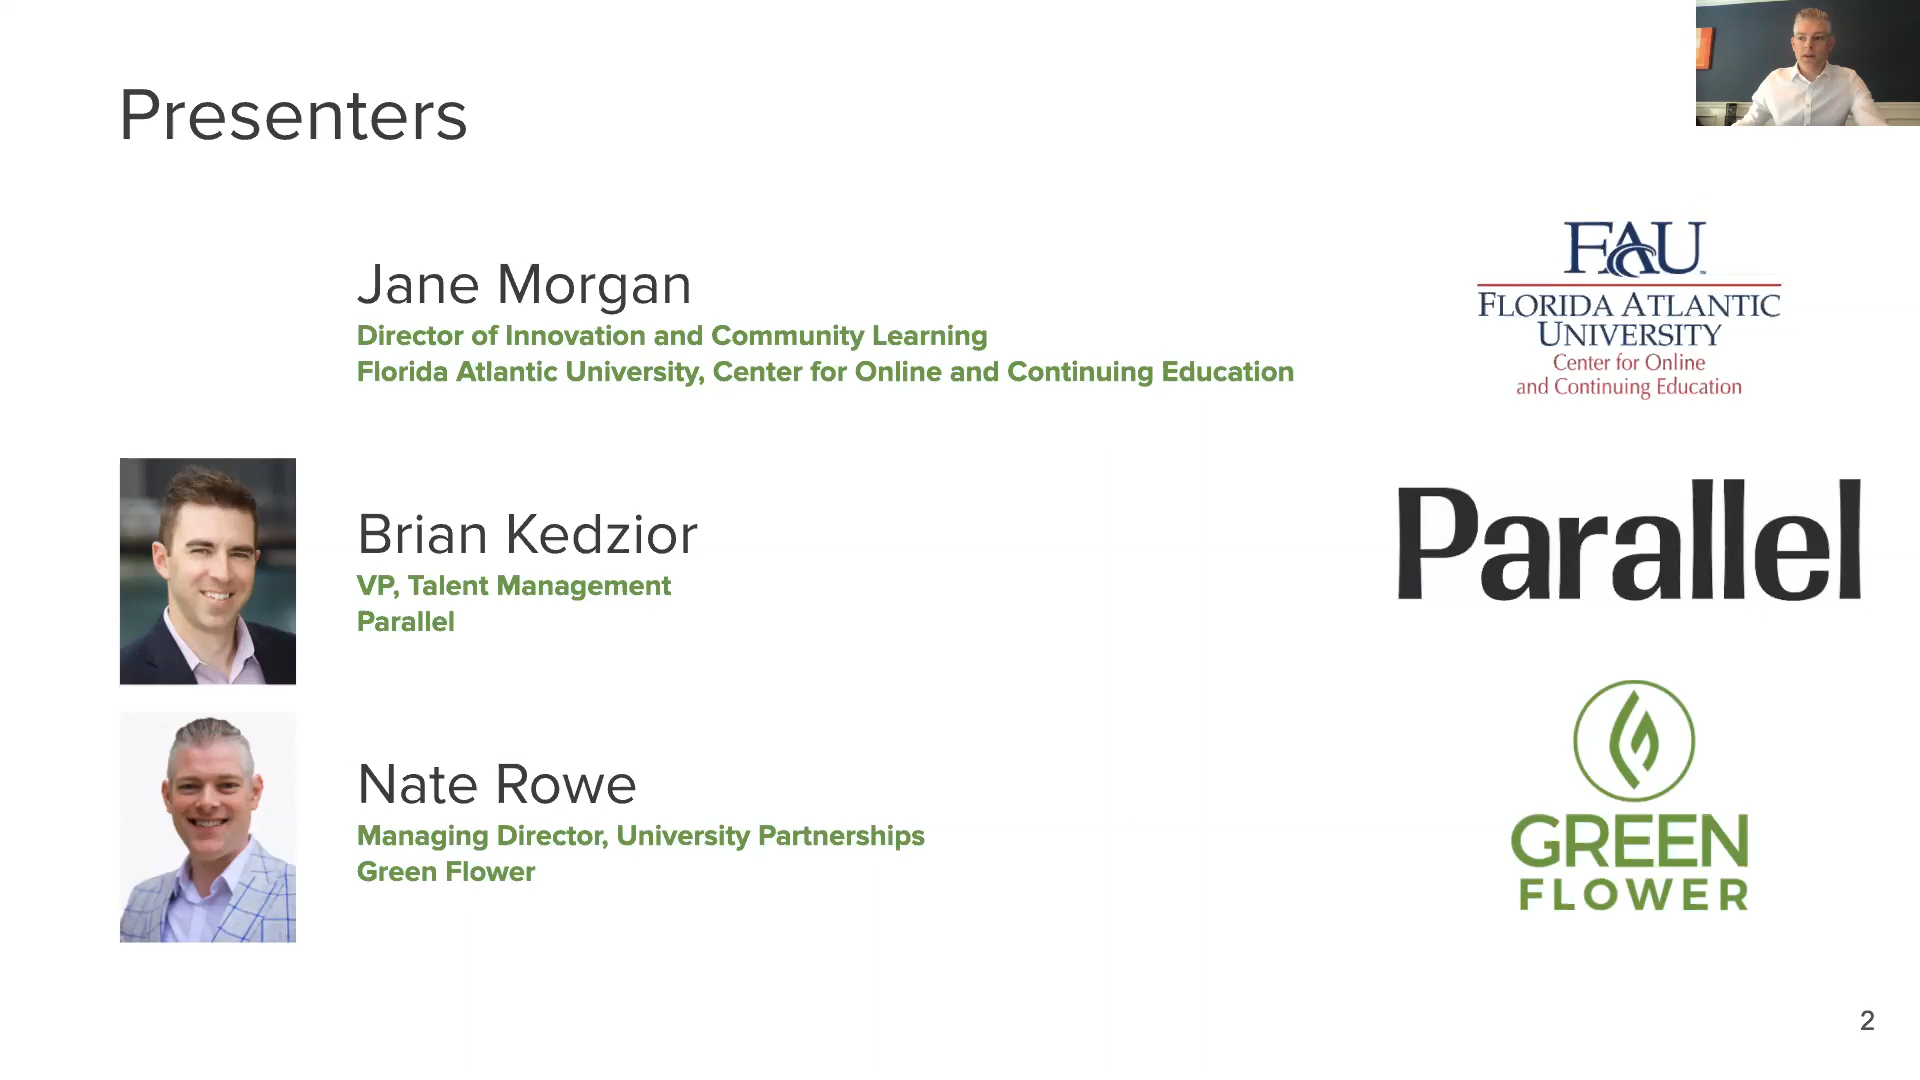 Presenters
Jane Morgan
Director of Innovation and Community Learning
Florida Atlantic University, Center for Online and Continuing Education
FAU
FLORIDA ATLANTIC
UNIVERSITY
Center for Online
and Continuing Education
Brian Kedzior
VP, Talent Management
Parallel
Parallel
Nate Rowe
Managing Director, University Partnerships
Green Flower
GREEN
FLOWER
2